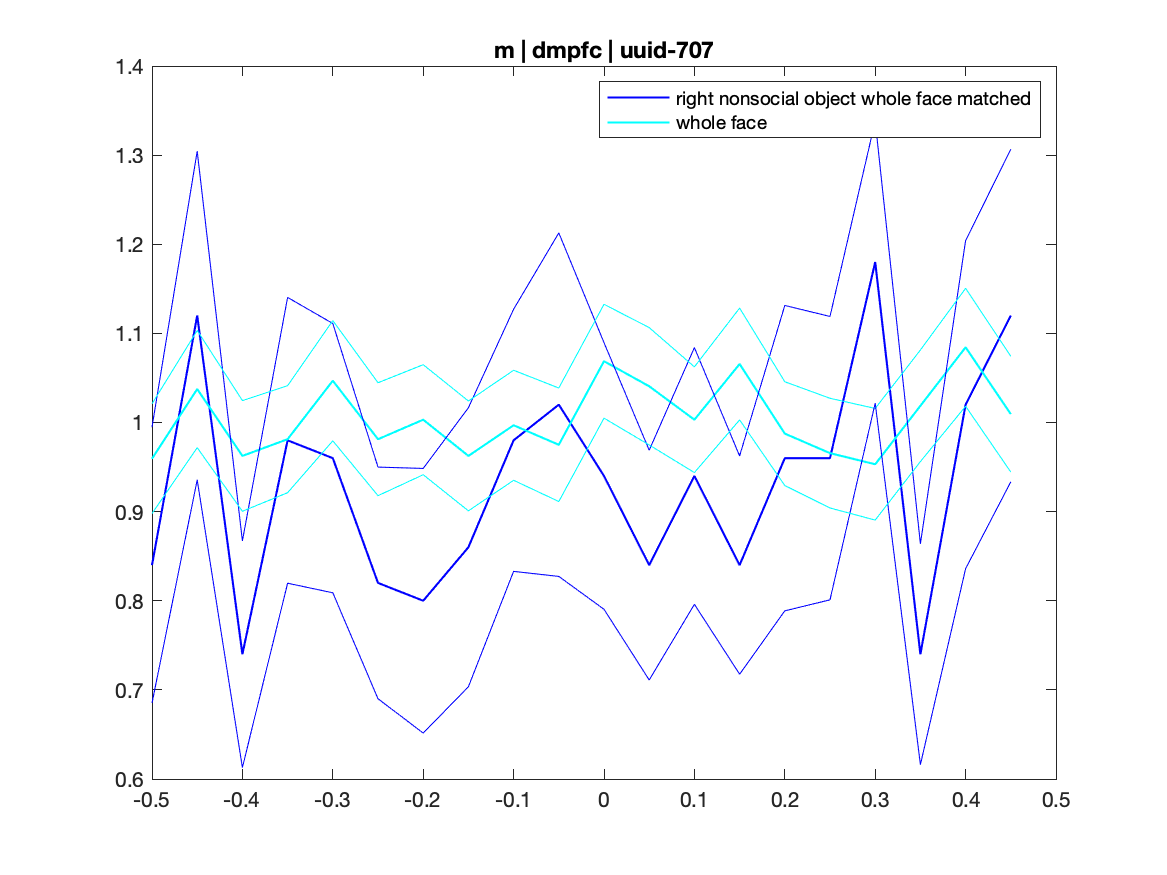 m | dmpfc | uuid-707
right nonsocial object whole face matched
whole face
1.4
1.3
1.2
1.1
1
0.9
0.8
0.7
0.6
-0.5 -0.4 -0.3 -0.2 -0.1 0 0.1 0.2 0.3 0.4 0.5